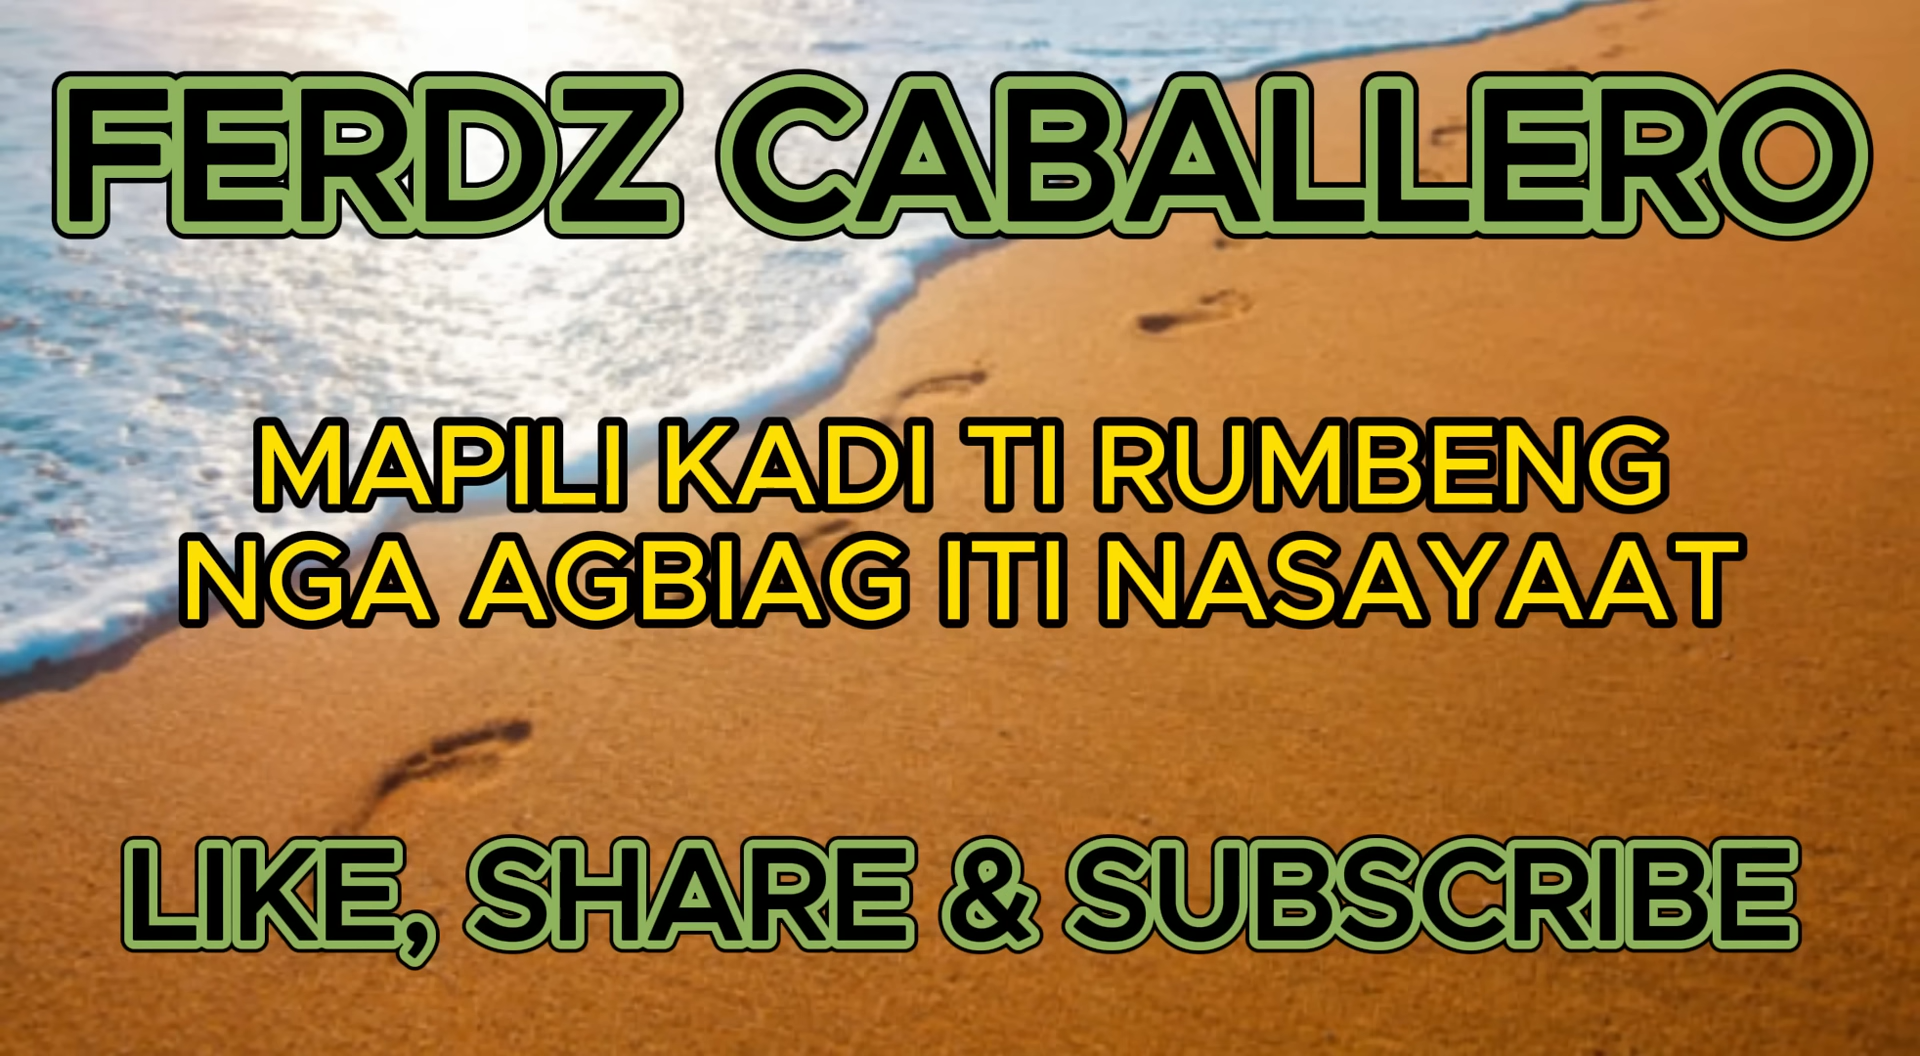 FERDZ CABALLERO
MAPILI KADI TI RUMBENG
NGA AGBIAG ITI NASAYAAT
LIKE, SHARE & SUBSCRIBE